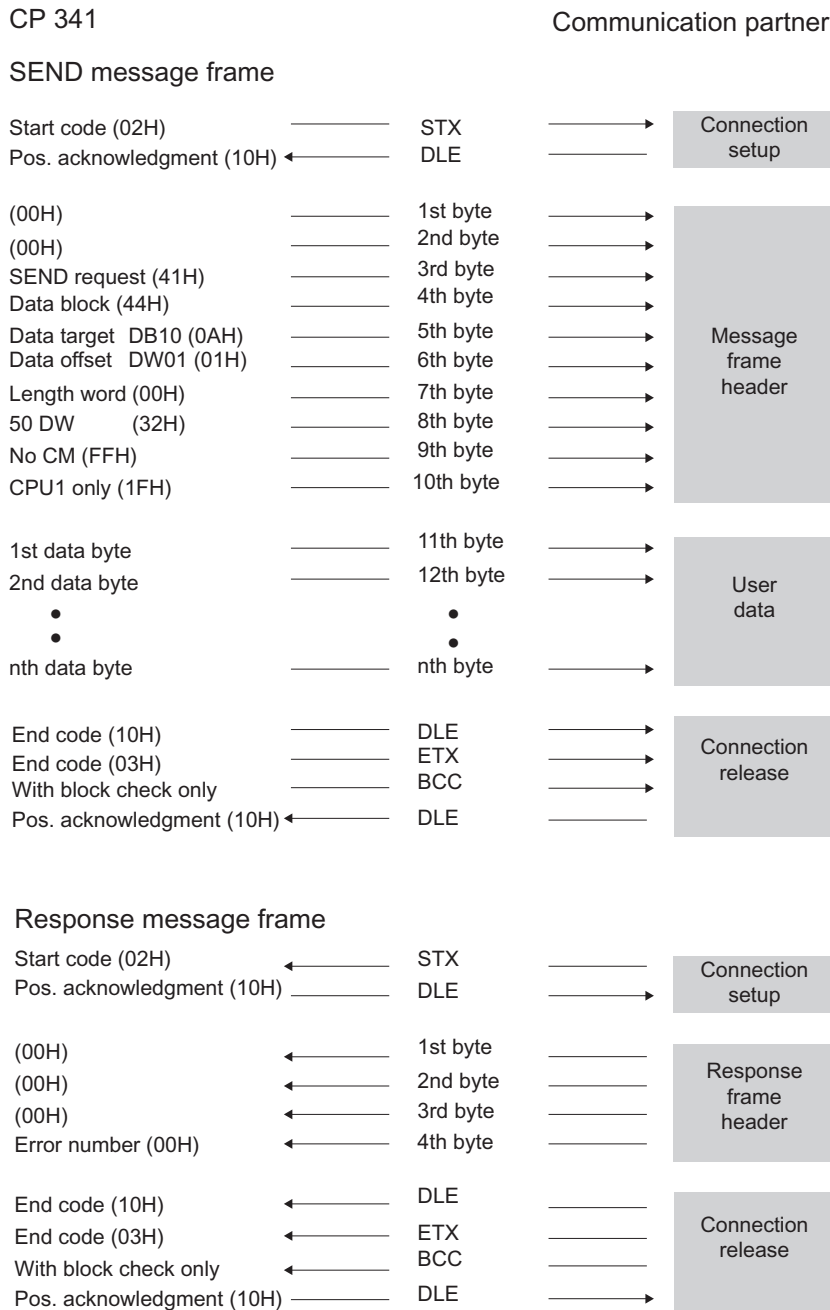 CP 341 Communication partner
SEND message frame
Start code (02H) STX Connection
Pos. acknowledgment (10H) DLE setup
(00H) 1st byte
(00H) 2nd byte
SEND request (41H) 3rd byte
Data block (44H) 4th byte
Data target DB10 (0AH) 5th byte Message
Data offset DW01 (01H) 6th byte frame
Length word (00H) 7th byte header
50 DW (32H) 8th byte
No CM (FFH) 9th byte
CPU1 only (1FH) 10th byte
1st data byte 11th byte
2nd data byte 12th byte User
data
nth data byte nth byte
End code (10H) DLE
End code (03H) ETX Connection
With block check only BCC release
Pos. acknowledgment (10H) DLE
Response message frame
Start code (02H) STX Connection
Pos. acknowledgment (10H) DLE setup
(00H) 1st byte
(00H) 2nd byte Response
(00H) 3rd byte frame
Error number (00H) 4th byte header
End code (10H) DLE
End code (03H) ETX Connection
With block check only BCC release
Pos. acknowledgment (10H) DLE